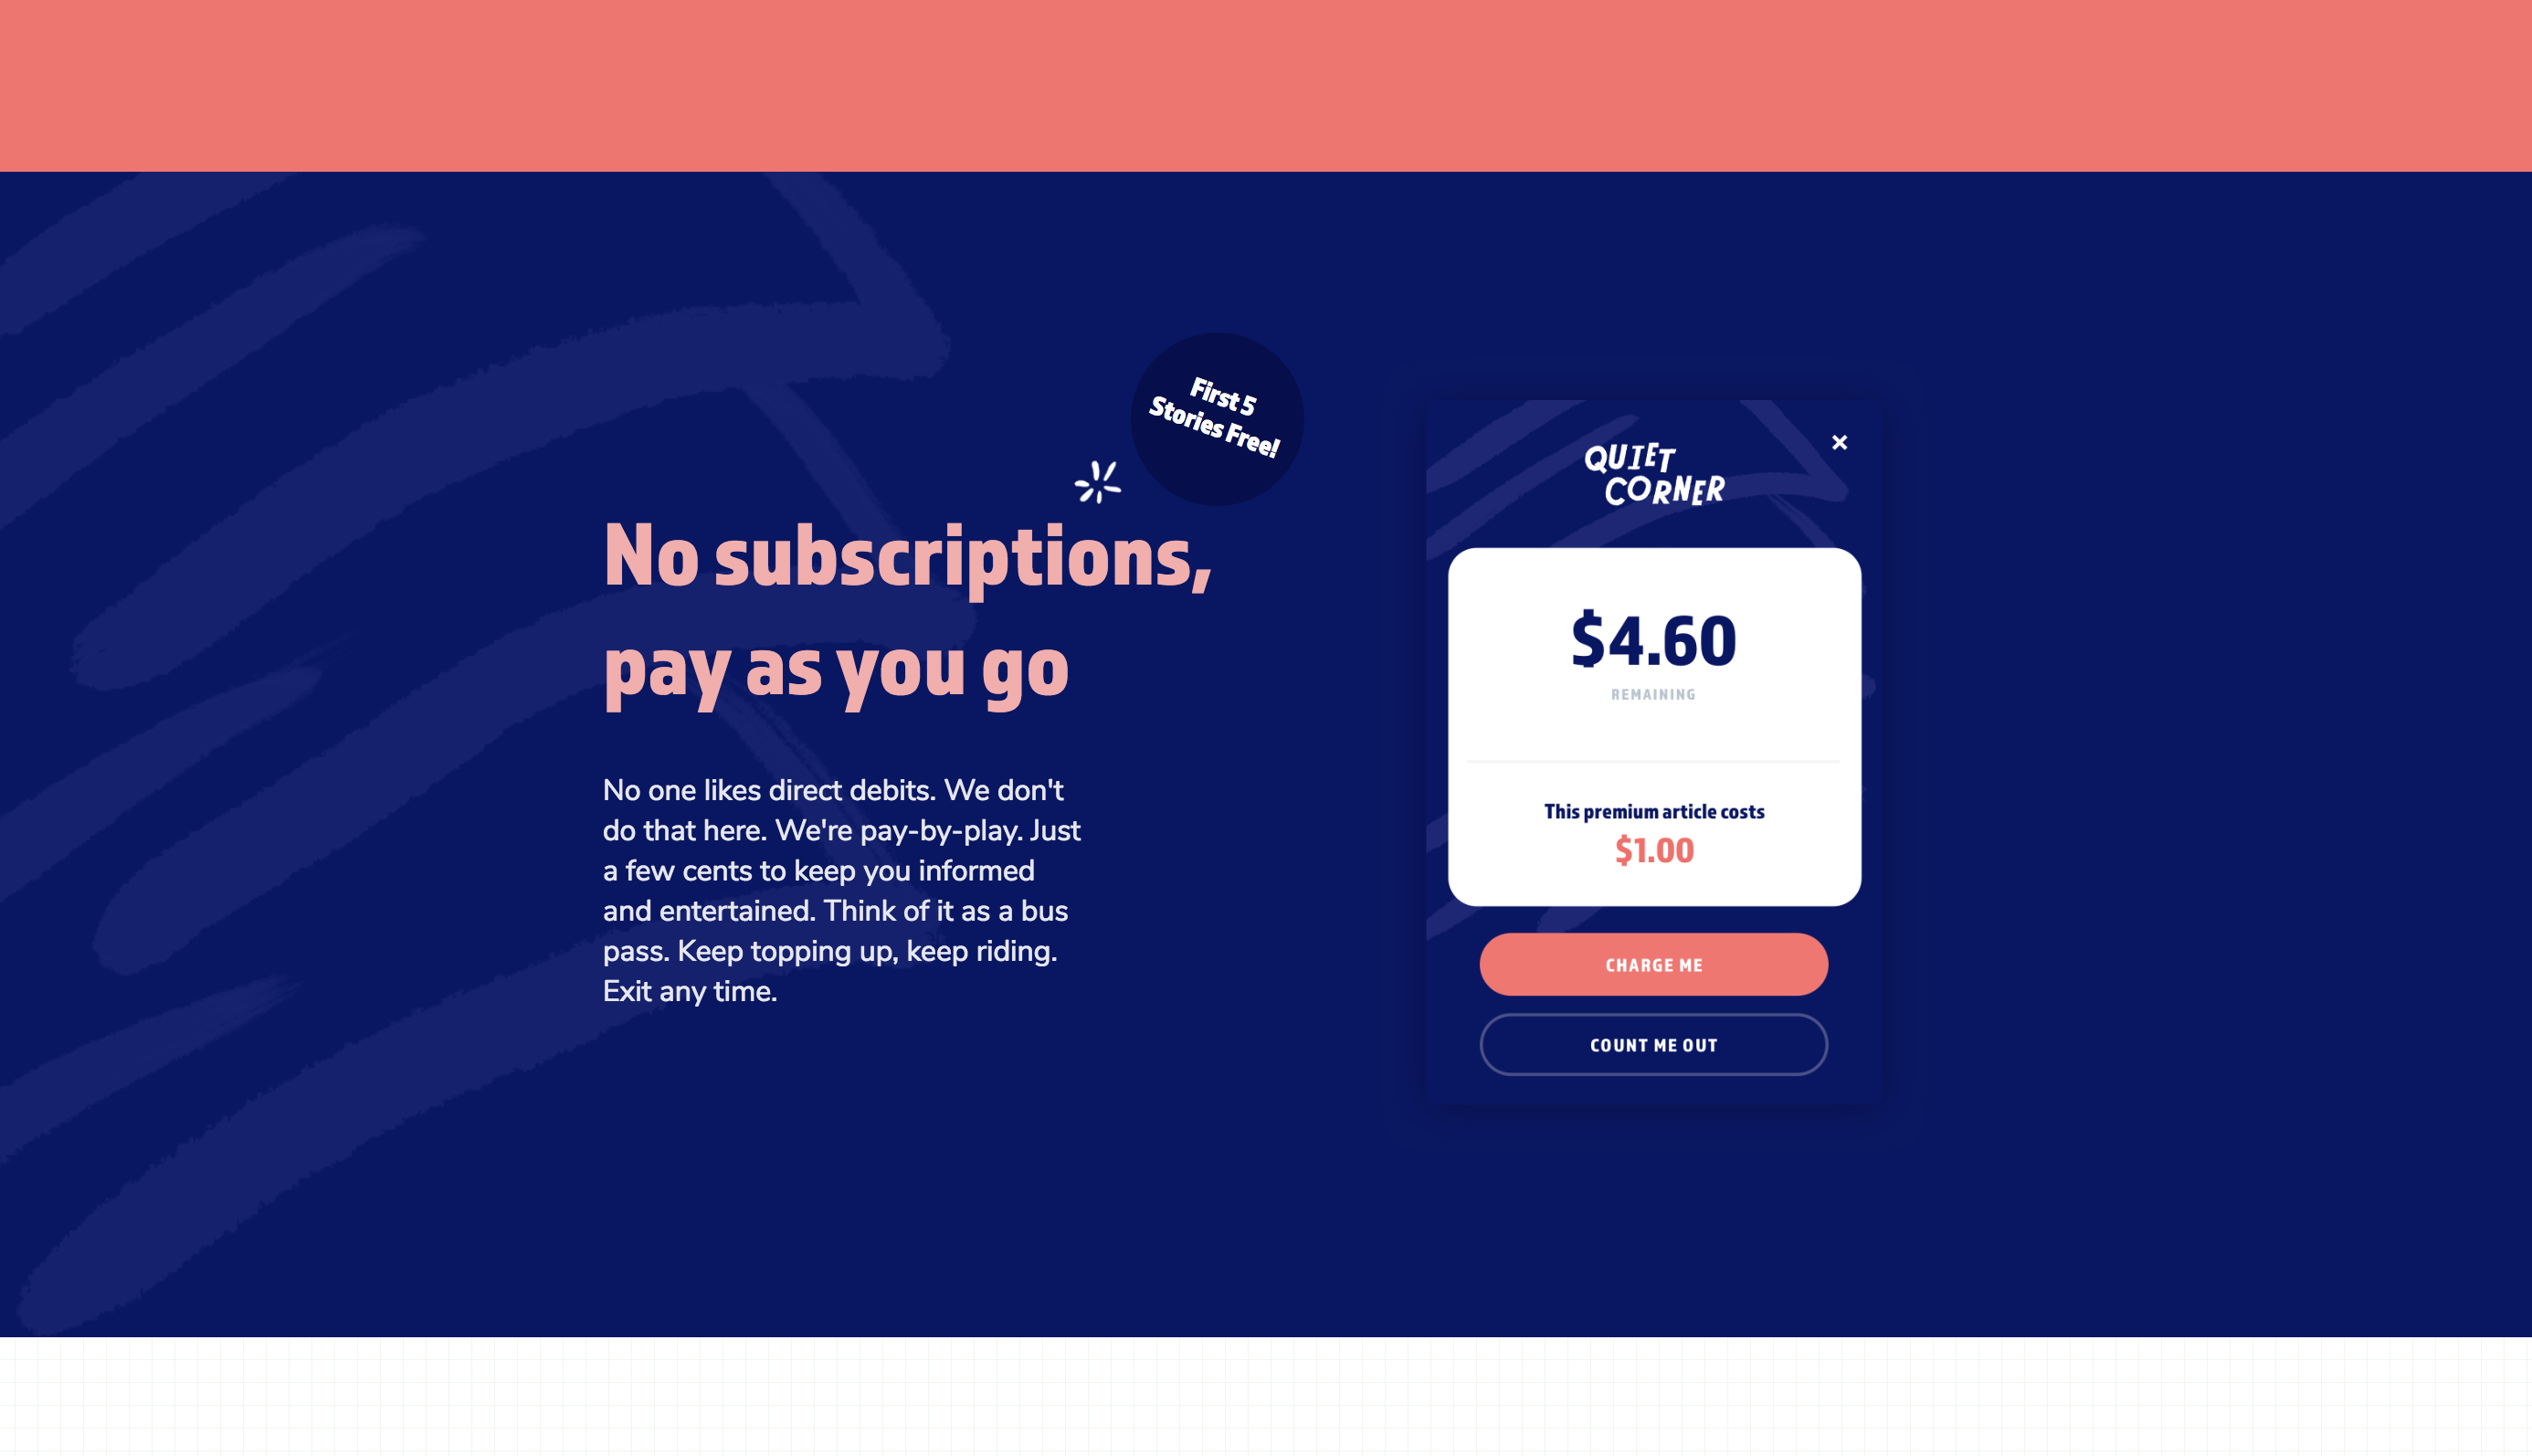 First 5
Stories Free!
No subscriptions,
pay as you go
No one likes direct debits. We don't
do that here. We're pay-by-play. Just
a few cents to keep you informed
and entertained. Think of it as a bus
pass. Keep topping up, keep riding.
Exit any time.
QUIET
CORNER
$4.60
REMAINING
This premium article costs
$1.00
CHARGE ME
COUNT ME OUT